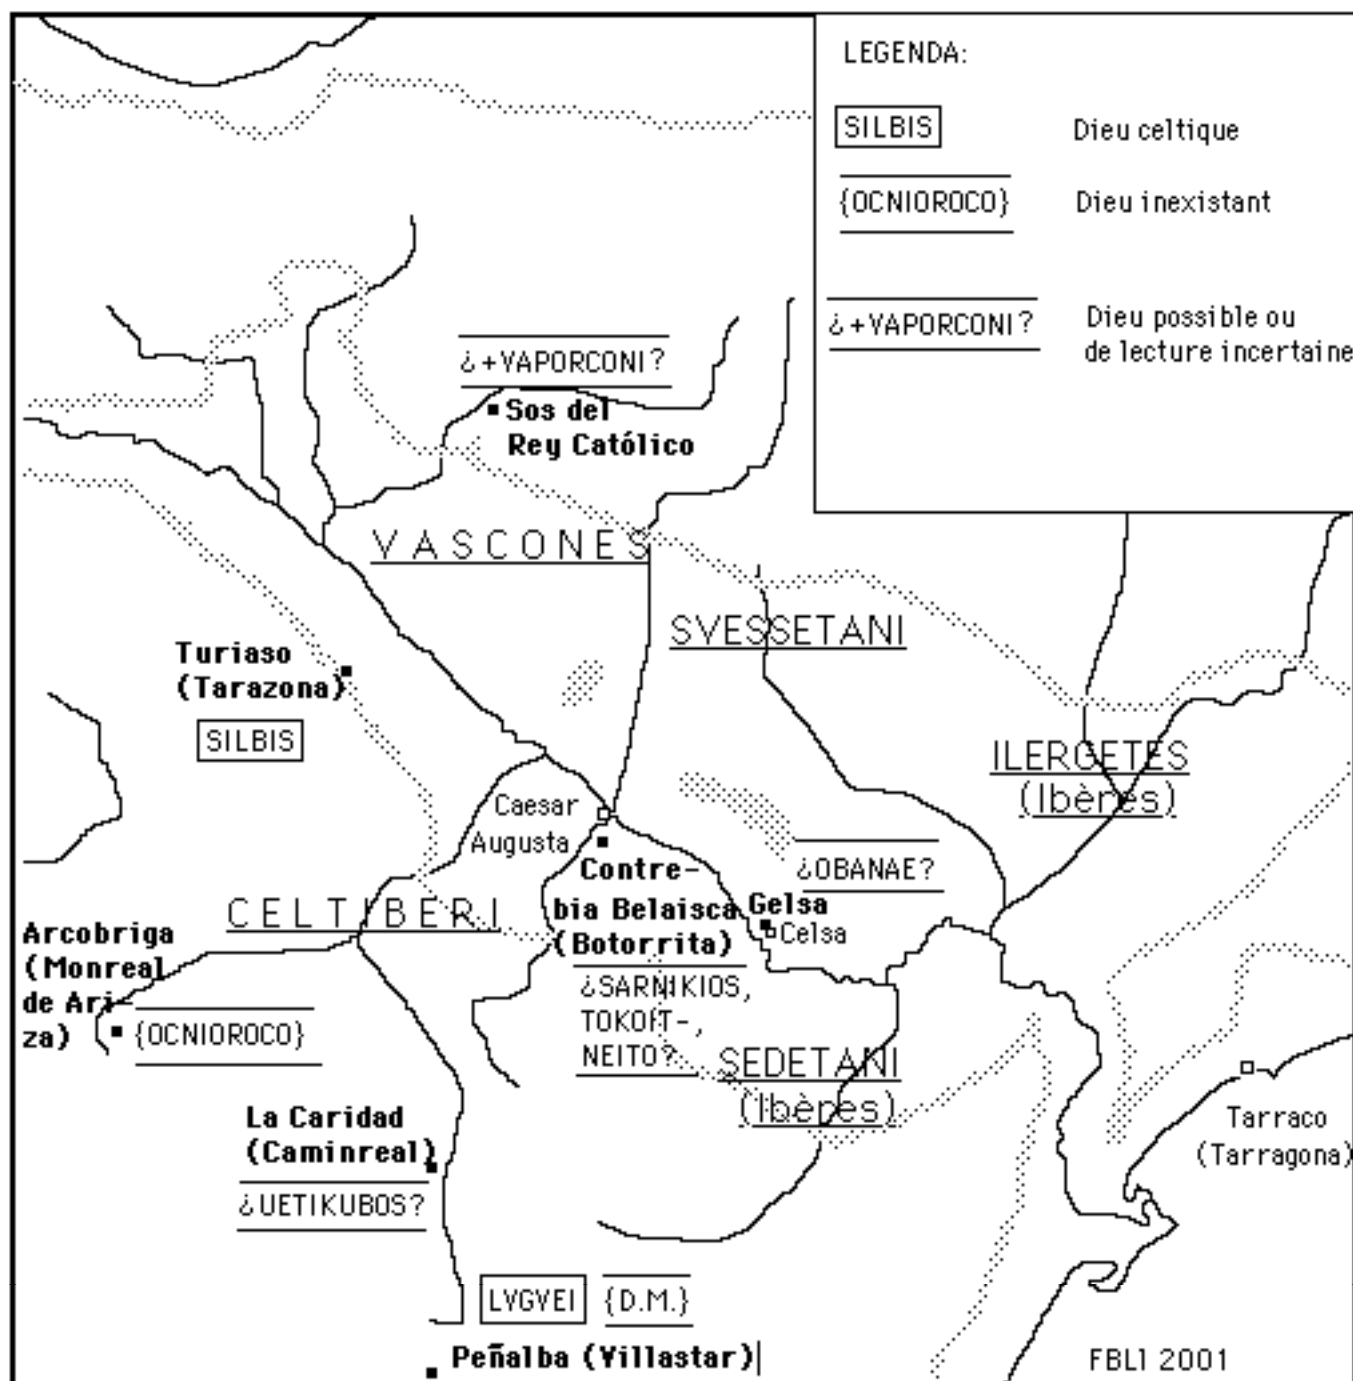 LEGENDA:
SILBIS
Dieu celtique
{OCNIOROCO}
Dieu inexistant
¿+VAPORCONI?
Dieu possible ou
de lecture incertaine
¿+VAPORCONI?
Sos del
Rey Católico
VASCONES
SVESSETANI
Turiaso
(Tarazona)
SILBIS
ILERGETES
(Ibères)
Caesar
Augusta
¿OBANAE?
Contre-
bia Belaisca
(Botorrita)
Gelsa
Celsa
CELTIBERI
Arcobriga
(Monreal
de Ari-
za)
{OCNIOROCO}
¿SARNIKIOS,
TOKOIT-,
NEITO?
SEDETANI
(Ibères)
Tarraco
(Tarragona)
La Caridad
(Caminreal)
¿UETIKUBOS?
LVGVEI
{D.M.}
Peñalba (Villastar)
FBL1 2001